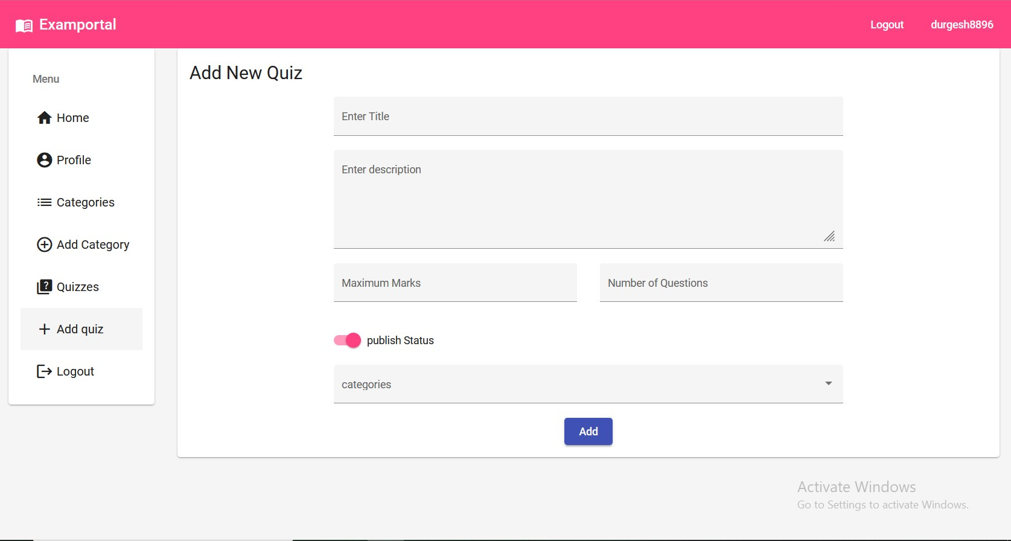 Examportal
Logout
durgesh8896
Menu
Home
Profile
Categories
Add Category
Quizzes
Add quiz
Logout
Add New Quiz
Enter Title
Enter description
Maximum Marks
Number of Questions
publish Status
categories
Add
Activate Windows
Go to Settings to activate Windows.